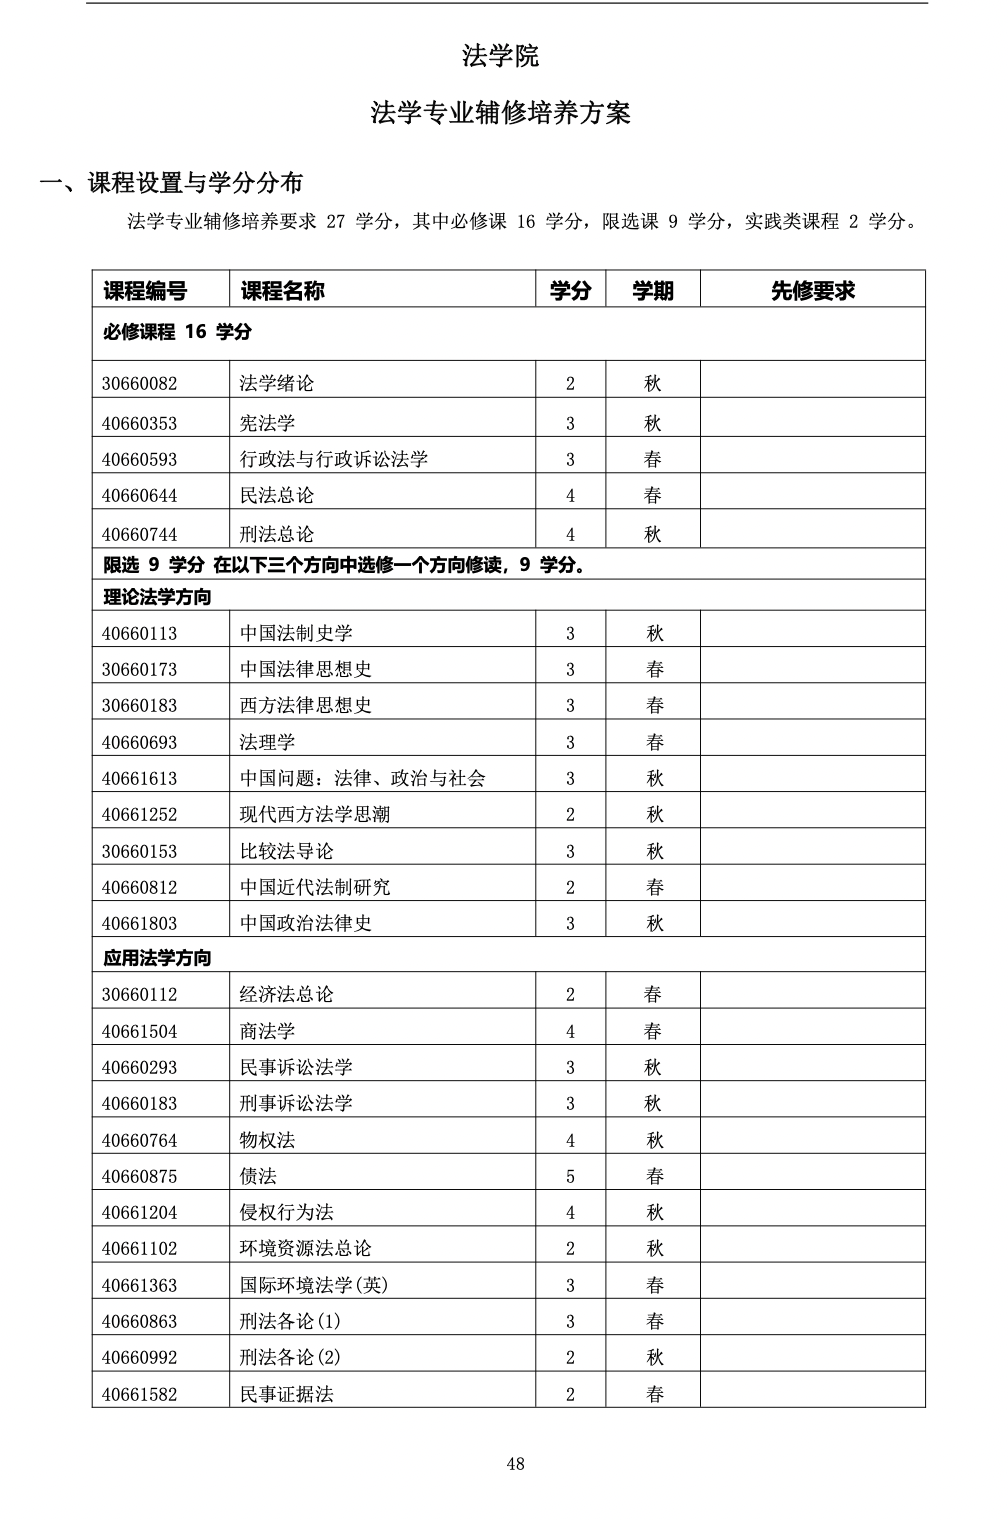 法学院
法学专业辅修培养方案
一、课程设置与学分分布
法学专业辅修培养要求 27 学分，其中必修课 16 学分，限选课 9 学分，实践类课程 2 学分。
课程编号 课程名称 学分 学期 先修要求
必修课程 16 学分
30660082 法学绪论 2 秋
40660353 宪法学 3 秋
40660593 行政法与行政诉讼法学 3 春
40660644 民法总论 4 春
40660744 刑法总论 4 秋
限选 9 学分 在以下三个方向中选修一个方向修读，9 学分。
理论法学方向
40660113 中国法制史学 3 秋
30660173 中国法律思想史 3 春
30660183 西方法律思想史 3 春
40660693 法理学 3 春
40661613 中国问题：法律、政治与社会 3 秋
40661252 现代西方法学思潮 2 秋
30660153 比较法导论 3 秋
40660812 中国近代法制研究 2 春
40661803 中国政治法律史 3 秋
应用法学方向
30660112 经济法总论 2 春
40661504 商法学 4 春
40660293 民事诉讼法学 3 秋
40660183 刑事诉讼法学 3 秋
40660764 物权法 4 秋
40660875 债法 5 春
40661204 侵权行为法 4 秋
40661102 环境资源法总论 2 秋
40661363 国际环境法学(英) 3 春
40660863 刑法各论(1) 3 春
40660992 刑法各论(2) 2 秋
40661582 民事证据法 2 春
48